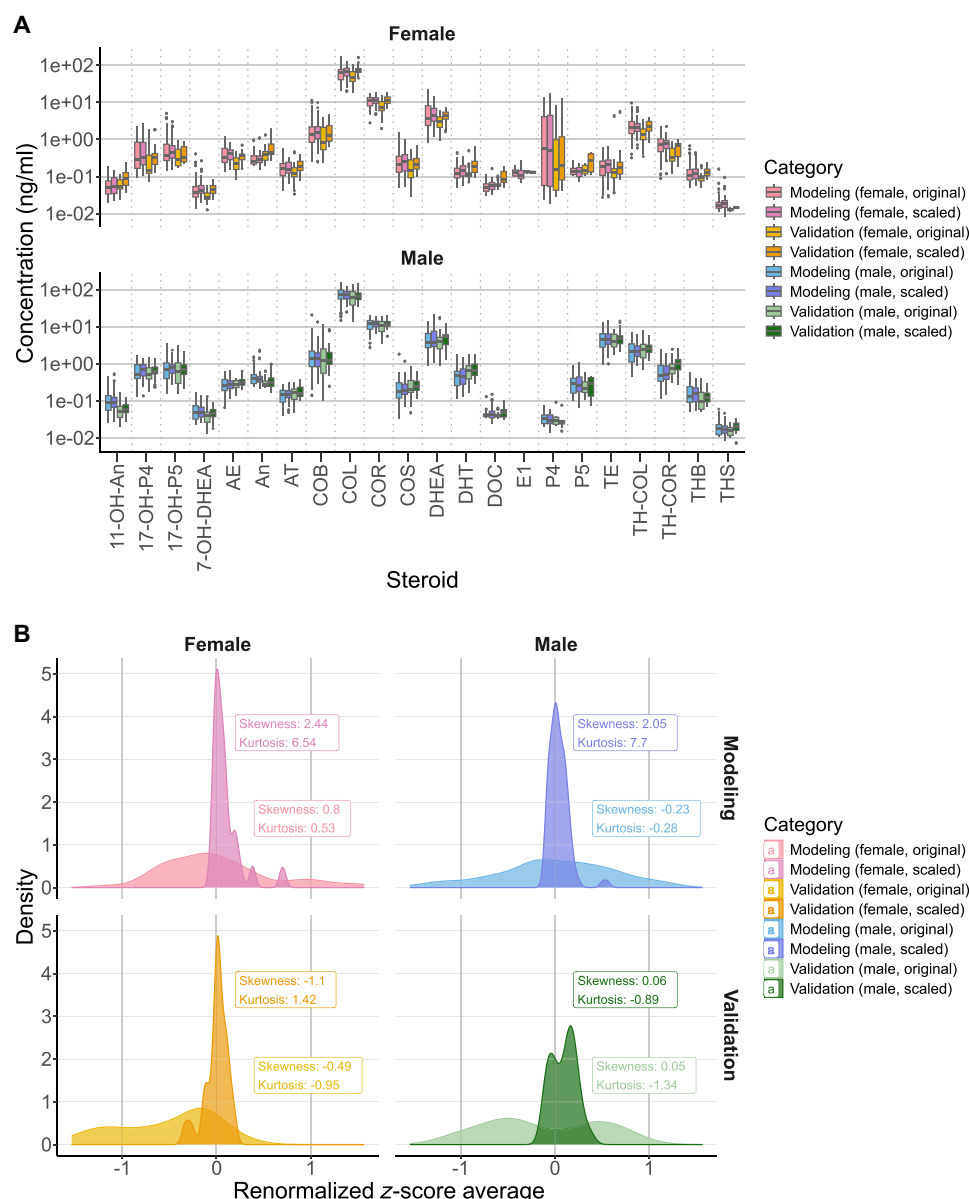 A
Female
1e+02
1e+01
1e+00
1e-01
1e-02
Male
1e+02
1e+01
1e+00
1e-01
1e-02
Concentration (ng/ml)
11-OH-An
17-OH-P4
17-OH-P5
7-OH-DHEA
AE
An
AT
COB
COL
COR
COS
DHEA
DHT
DOC
E1
P4
P5
TE
TH-COL
TH-COR
THB
THS
Steroid
Category
Modeling (female, original)
Modeling (female, scaled)
Validation (female, original)
Validation (female, scaled)
Modeling (male, original)
Modeling (male, scaled)
Validation (male, original)
Validation (male, scaled)
B
Female
Male
5
4
3
2
1
0
Skewness: 2.44
Kurtosis: 6.54
Skewness: 0.8
Kurtosis: 0.53
Skewness: 2.05
Kurtosis: 7.7
Skewness: -0.23
Kurtosis: -0.28
Modeling
Density
5
4
3
2
1
0
Skewness: -1.1
Kurtosis: 1.42
Skewness: -0.49
Kurtosis: -0.95
Skewness: 0.06
Kurtosis: -0.89
Skewness: 0.05
Kurtosis: -1.34
Validation
-1
0
1
-1
0
1
Renormalized z-score average
Category
a Modeling (female, original)
a Modeling (female, scaled)
a Validation (female, original)
a Validation (female, scaled)
a Modeling (male, original)
a Modeling (male, scaled)
a Validation (male, original)
a Validation (male, scaled)